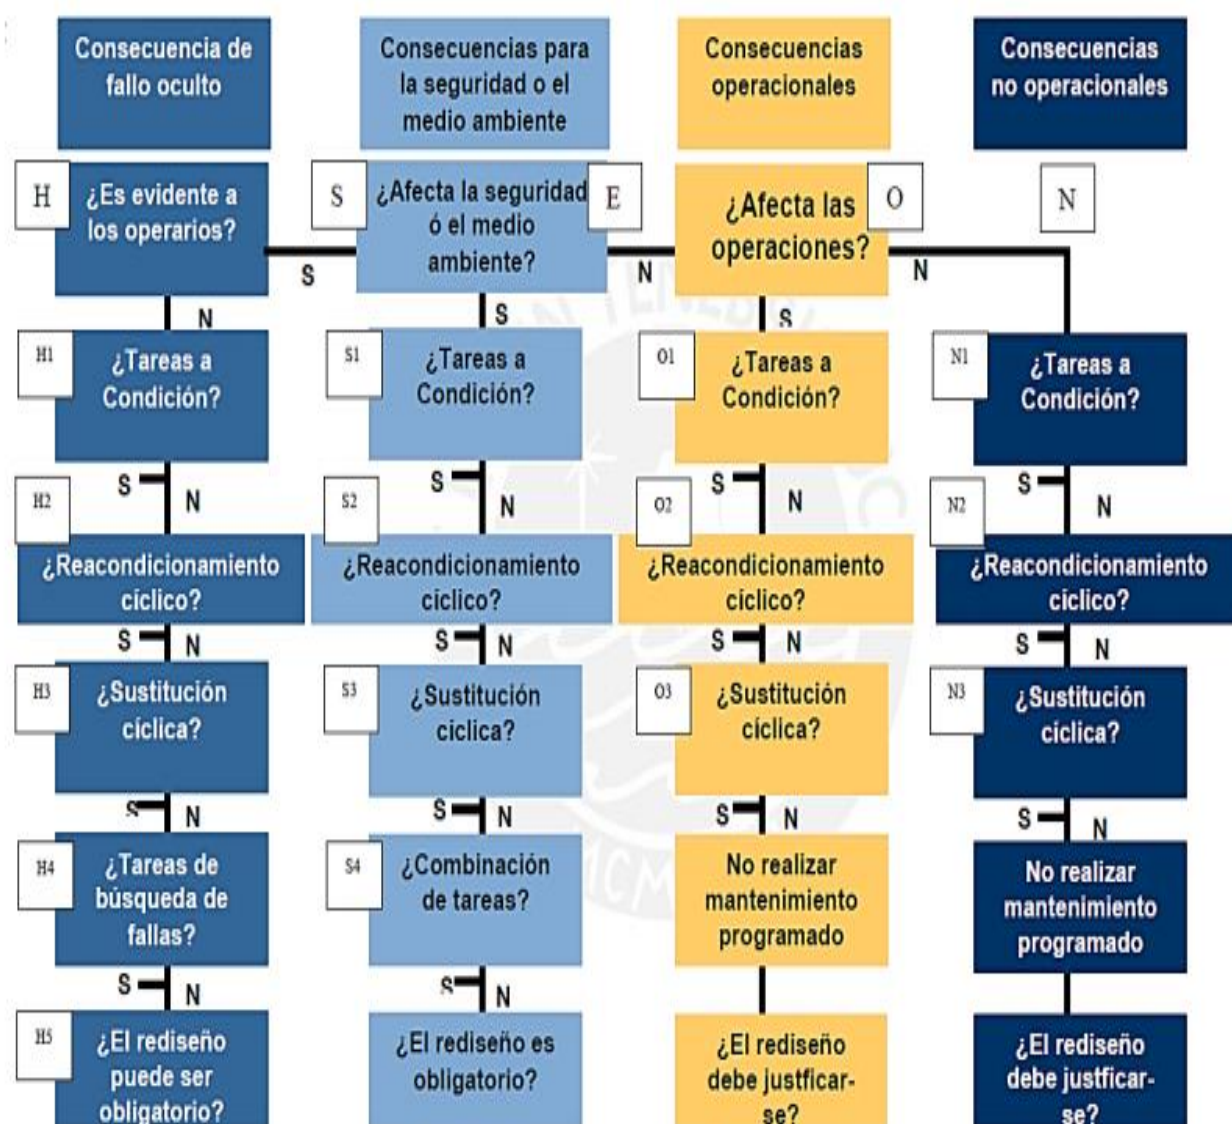 Consecuencia de
fallo oculto
Consecuencias para
la seguridad o el
medio ambiente
Consecuencias
operacionales
Consecuencias
no operacionales
H
¿Es evidente a
los operarios?
S
¿Afecta la seguridad
ó el medio
ambiente?
E
¿Afecta las
operaciones?
O
N
S
N
N
N
S
S
H1
¿Tareas a
Condición?
S1
¿Tareas a
Condición?
O1
¿Tareas a
Condición?
N1
¿Tareas a
Condición?
S
N
S
N
S
N
S
N
H2
¿Reacondicionamiento
cíclico?
S2
¿Reacondicionamiento
cíclico?
O2
¿Reacondicionamiento
cíclico?
N2
¿Reacondicionamiento
cíclico?
S
N
S
N
S
N
S
N
H3
¿Sustitución
cíclica?
S3
¿Sustitución
ciclica?
O3
¿Sustitución
cíclica?
N3
¿Sustitución
ciclica?
S
N
S
N
S
N
S
N
H4
¿Tareas de
búsqueda de
fallas?
S4
¿Combinación
de tareas?
No realizar
mantenimiento
programado
No realizar
mantenimiento
programado
S
N
S
N
H5
¿El rediseño
puede ser
obligatorio?
¿El rediseño es
obligatorio?
¿El rediseño
debe justficar-
se?
¿El rediseño
debe justficar-
se?